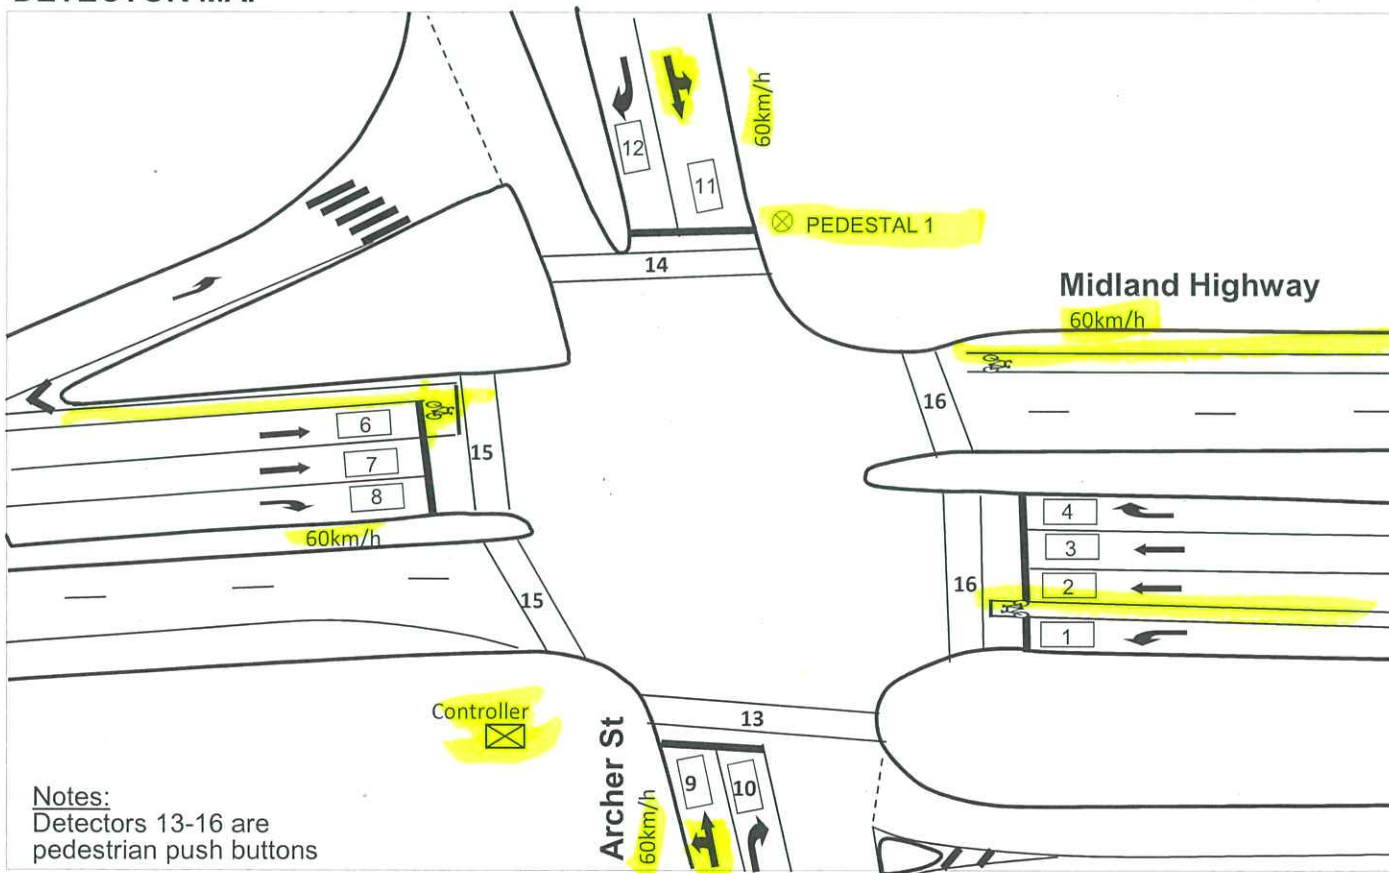 12
11
60km/h
PEDESTAL 1
14
Midland Highway
60km/h
16
6
7
15
8
60km/h
4
3
16
2
1
15
Controller
13
Archer St
60km/h
9
10
Notes:
Detectors 13-16 are
pedestrian push buttons